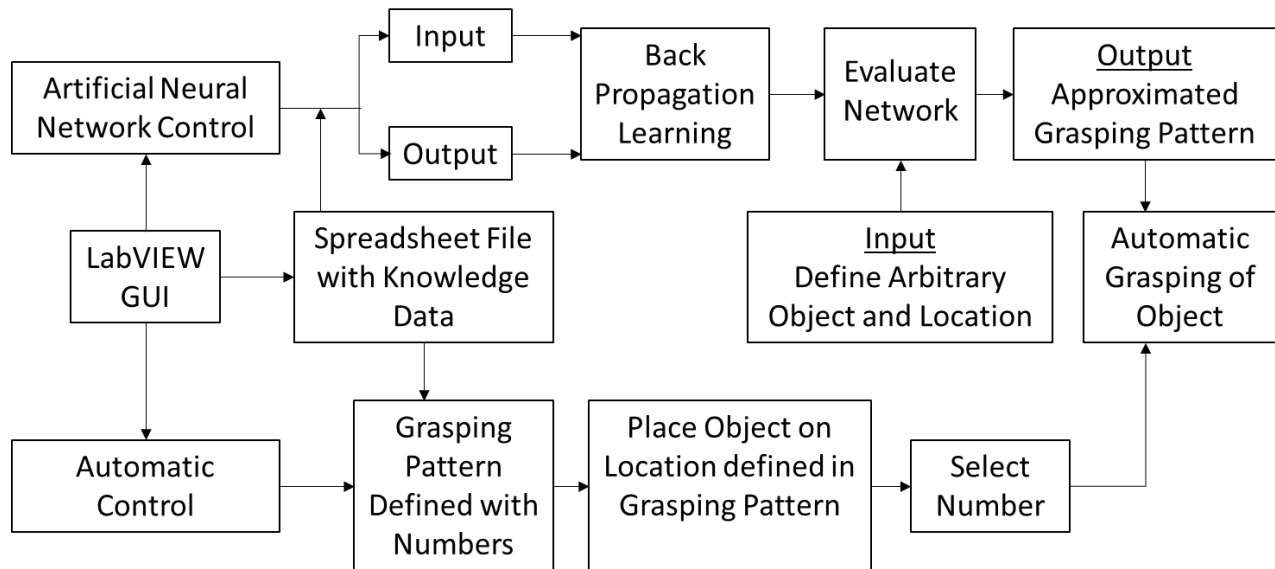 Input
Artificial Neural
Network Control
Output
Back
Propagation
Learning
Evaluate
Network
Output
Approximated
Grasping Pattern
LabVIEW
GUI
Spreadsheet File
with Knowledge
Data
Input
Define Arbitrary
Object and Location
Automatic
Grasping of
Object
Automatic
Control
Grasping
Pattern
Defined with
Numbers
Place Object on
Location defined in
Grasping Pattern
Select
Number